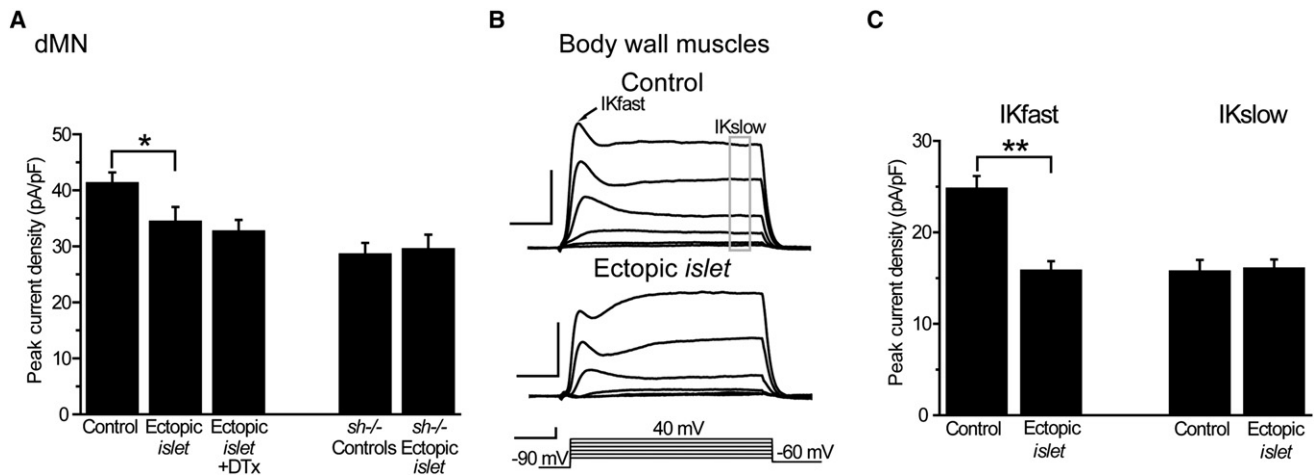 A
dMN
Peak current density (pA/pF)
50
40
30
20
10
0
*
Control
Ectopic
islet
Ectopic
islet
+DTx
sh-/-
Controls
sh-/-
Ectopic
islet
B
Body wall muscles
Control
IKfast
IKslow
Ectopic islet
40 mV
-90 mV
-60 mV
C
IKfast
IKslow
Peak current density (pA/pF)
30
20
10
0
**
Control
Ectopic
islet
Control
Ectopic
islet